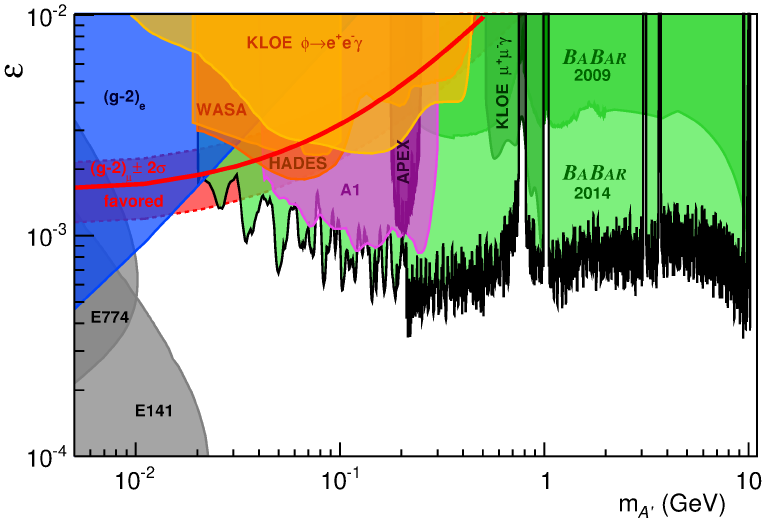 10⁻²
KLOE ϕ→e⁺e⁻γ
ε
(g-2)ₑ
KLOE μ⁺μ⁻γ
BABAR
2009
WASA
HADES
APEX
(g-2)μ ± 2σ
favored
A1
BABAR
2014
10⁻³
E774
E141
10⁻⁴
10⁻² 10⁻¹ 1 10
m_A′ (GeV)